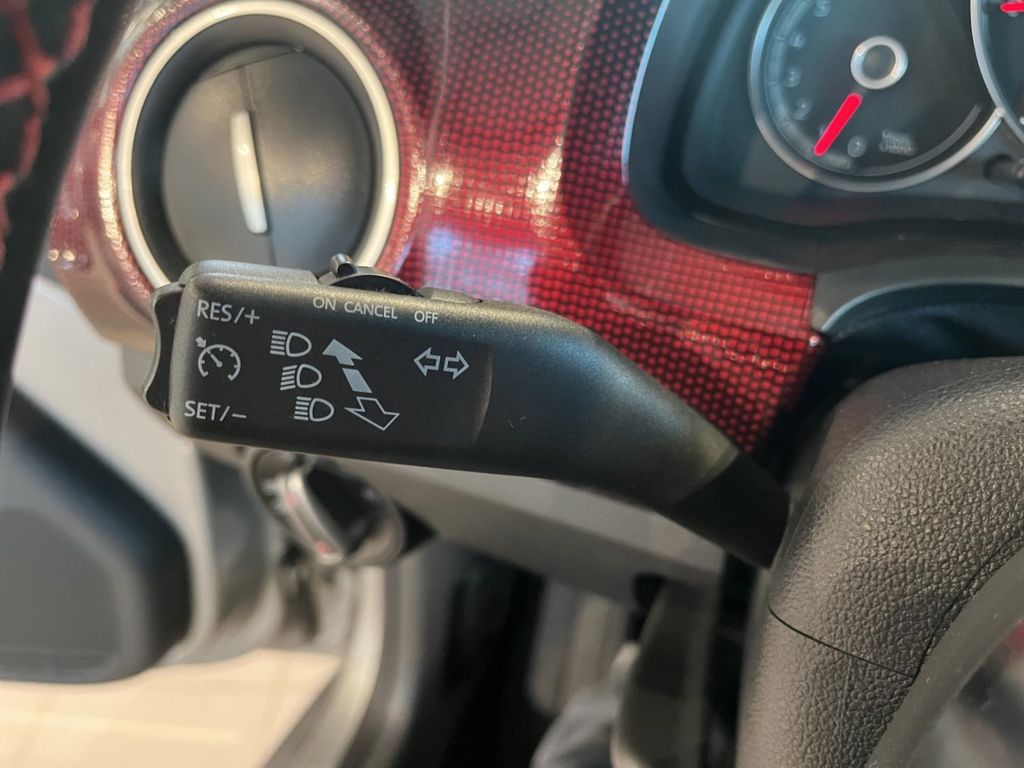 ON CANCEL OFF
RES/+
SET/-